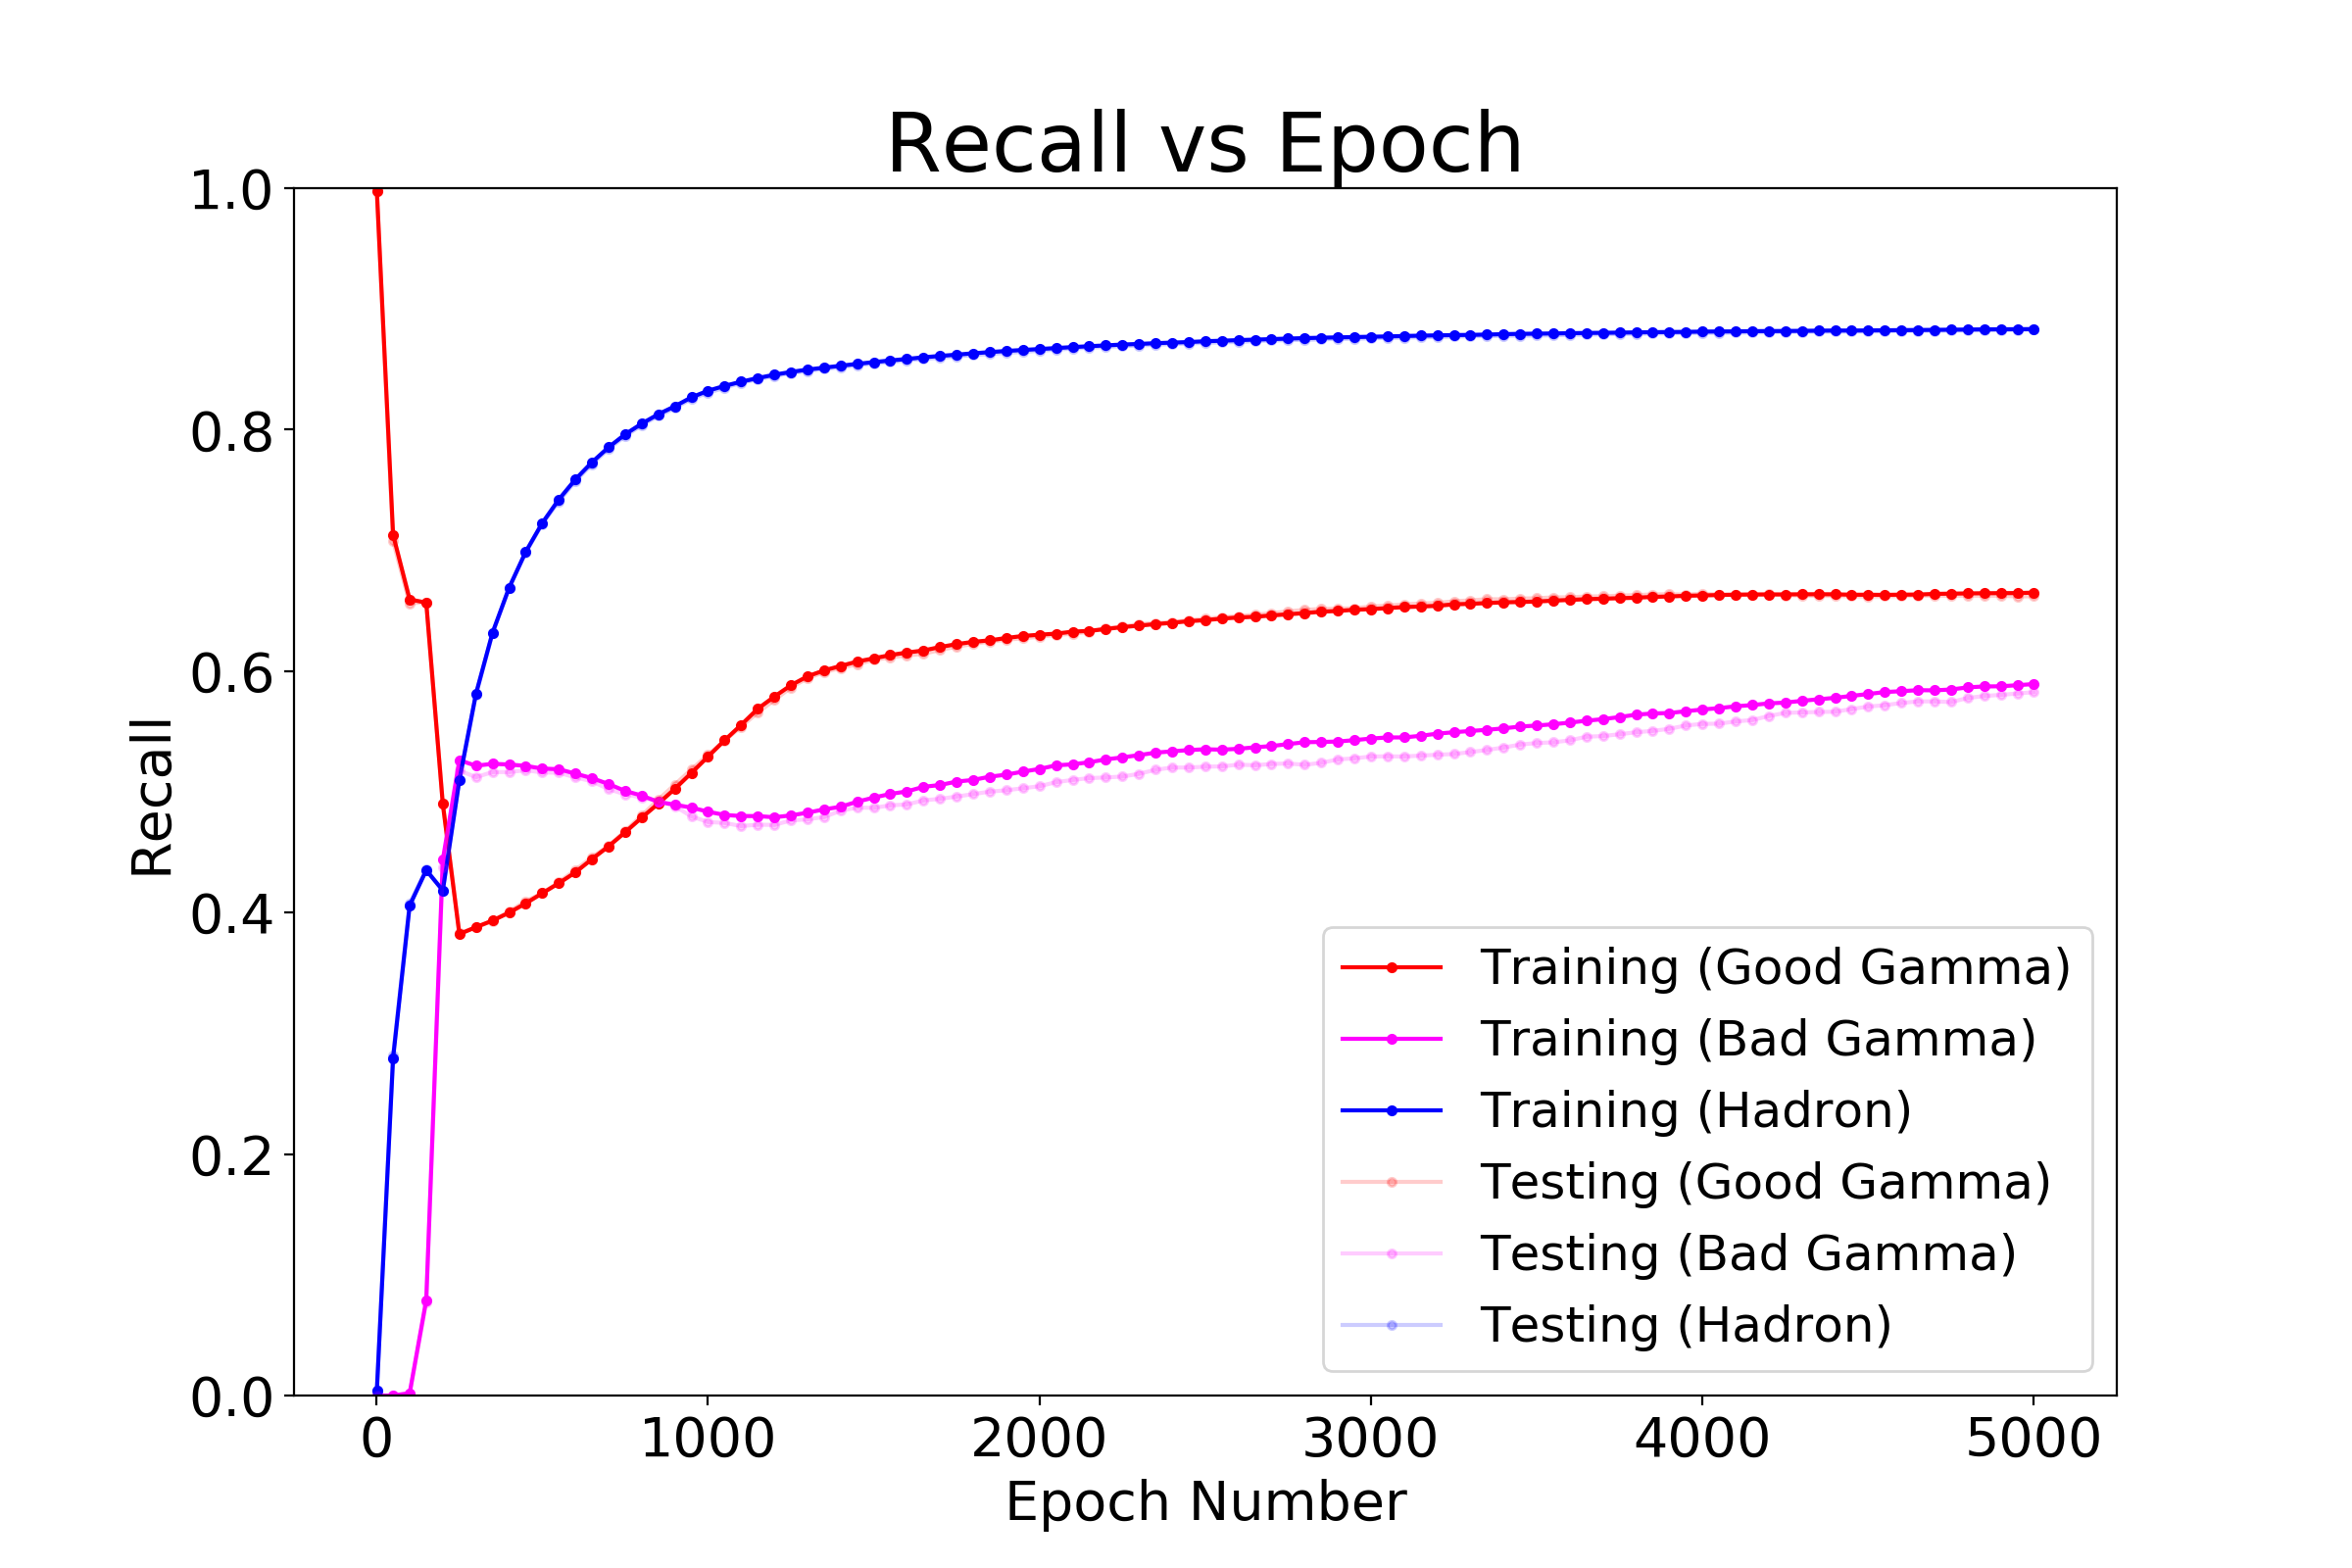 Recall vs Epoch
1.0
0.8
0.6
0.4
0.2
0.0
Recall
0 1000 2000 3000 4000 5000
Epoch Number
Training (Good Gamma)
Training (Bad Gamma)
Training (Hadron)
Testing (Good Gamma)
Testing (Bad Gamma)
Testing (Hadron)